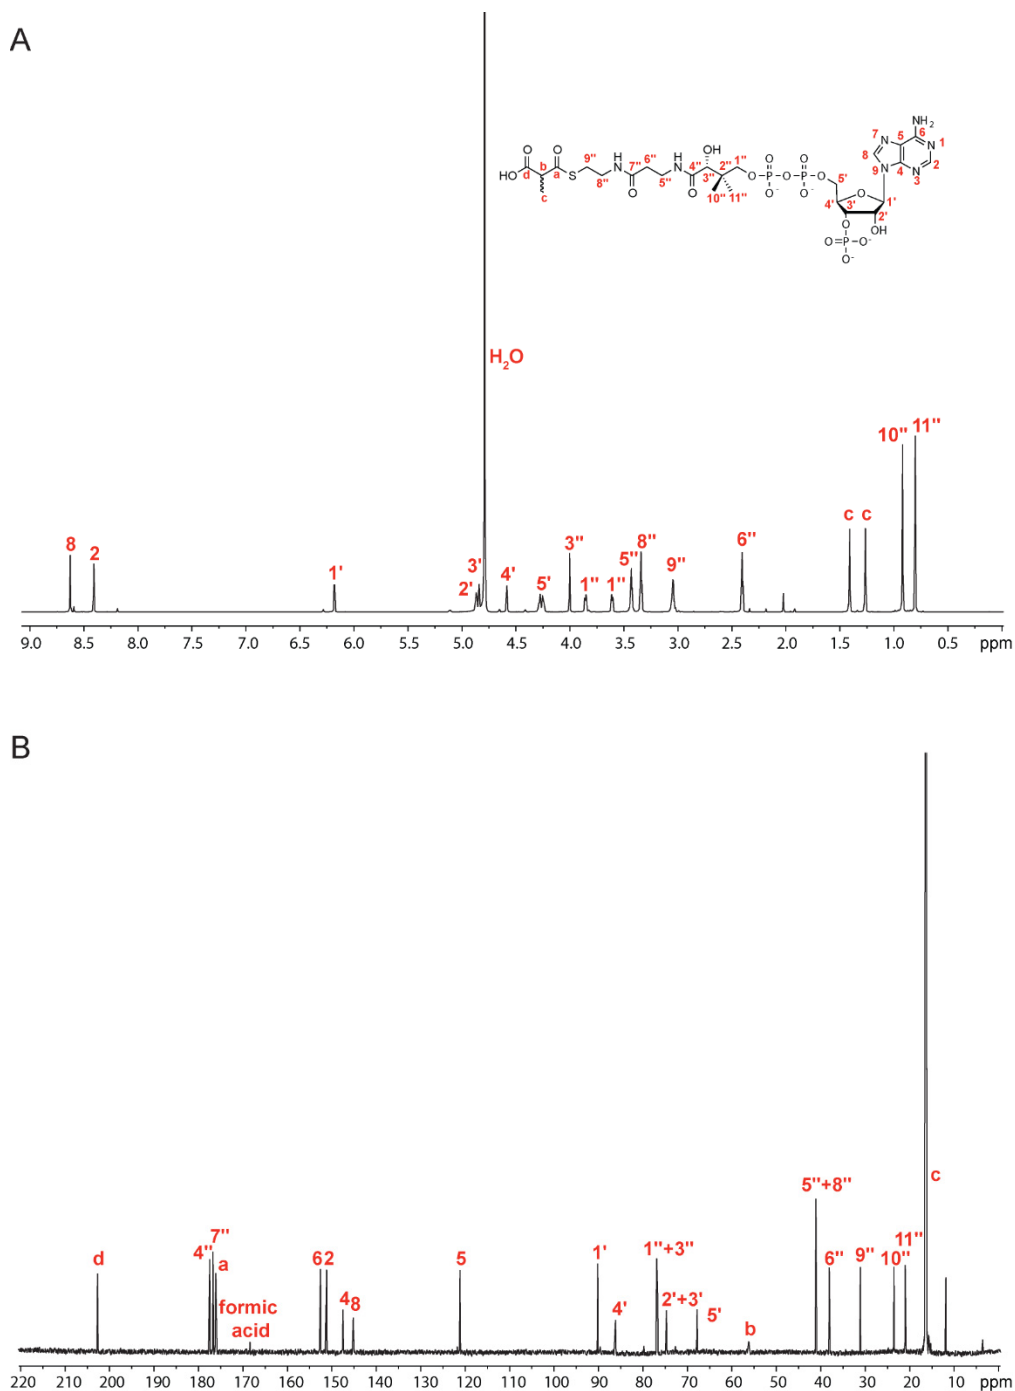 A
NH2
6
7 5 N 1
N
8 2
N N
9 4 N 3
O O
b
HO d a S
c
9''
8''
H
N
7''
O
6''
5''
H
N
4''
O
OH
3''
2''
1''
10'' 11''
O
O P O P O
O- O-
5'
4' O 1'
3' 2'
O OH
O=P-O-
O-
H2O
10'' 11''
c c
8 2
1'
3'
2' 4'
5'
3''
1'' 1''
5'' 8''
9''
6''
9.0 8.5 8.0 7.5 7.0 6.5 6.0 5.5 5.0 4.5 4.0 3.5 3.0 2.5 2.0 1.5 1.0 0.5 ppm
B
d
4'' 7''
a
formic
acid
6 2
4 8
5
1'
4'
1''+3''
2'+3'
5'
b
5''+8''
6'' 9'' 10'' 11''
c
220 210 200 190 180 170 160 150 140 130 120 110 100 90 80 70 60 50 40 30 20 10 ppm